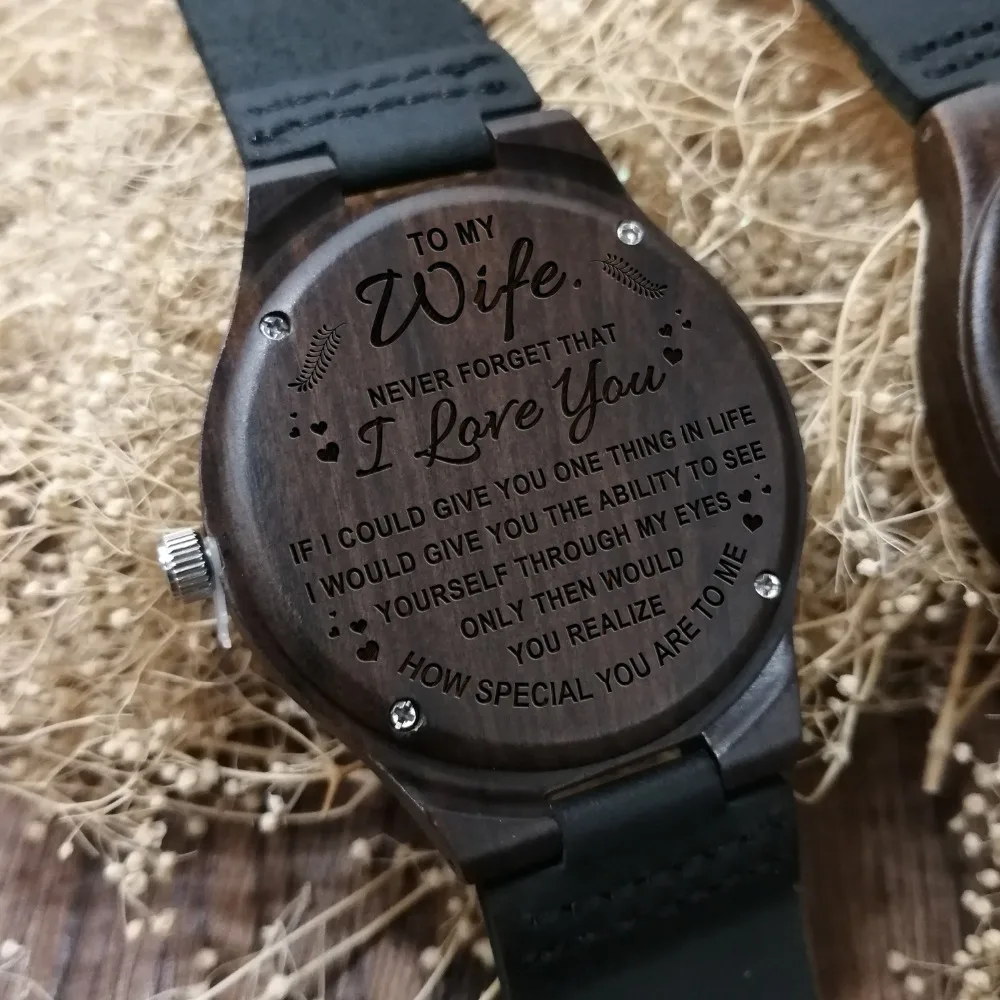 TO MY
Wife.
NEVER FORGET THAT
I Love You
IF I COULD GIVE YOU ONE THING IN LIFE
I WOULD GIVE YOU THE ABILITY TO SEE
YOURSELF THROUGH MY EYES
ONLY THEN WOULD
YOU REALIZE
HOW SPECIAL YOU ARE TO ME